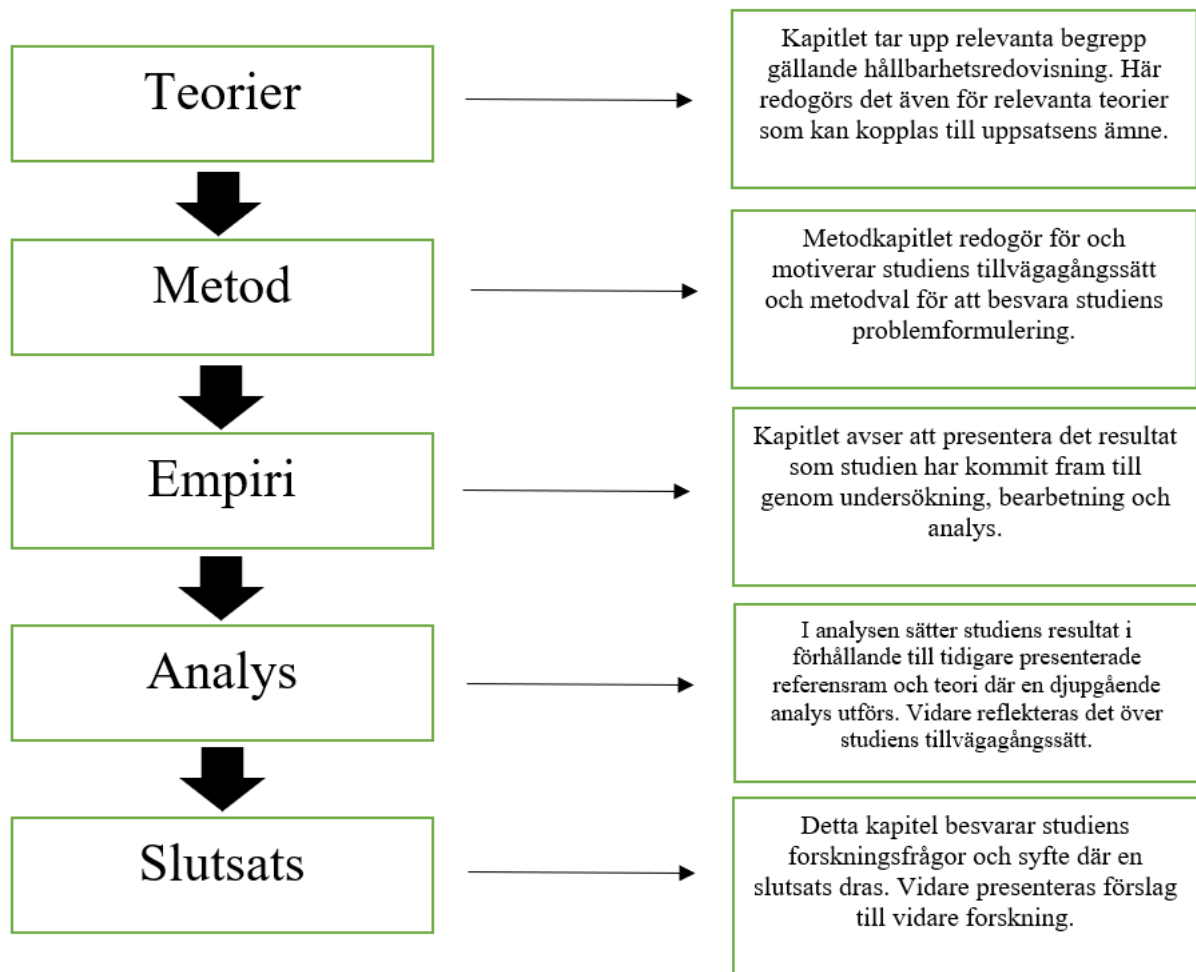 Teorier
Kapitlet tar upp relevanta begrepp
gällande hållbarhetsredovisning. Här
redogörs det även för relevanta teorier
som kan kopplas till uppsatsens ämne.
Metod
Metodkapitlet redogör för och
motiverar studiens tillvägagångssätt
och metodval för att besvara studiens
problemformulering.
Empiri
Kapitlet avser att presentera det resultat
som studien har kommit fram till
genom undersökning, bearbetning och
analys.
Analys
I analysen sätter studiens resultat i
förhållande till tidigare presenterade
referensram och teori där en djupgående
analys utförs. Vidare reflekteras det över
studiens tillvägagångssätt.
Slutsats
Detta kapitel besvarar studiens
forskningsfrågor och syfte där en
slutsats dras. Vidare presenteras förslag
till vidare forskning.